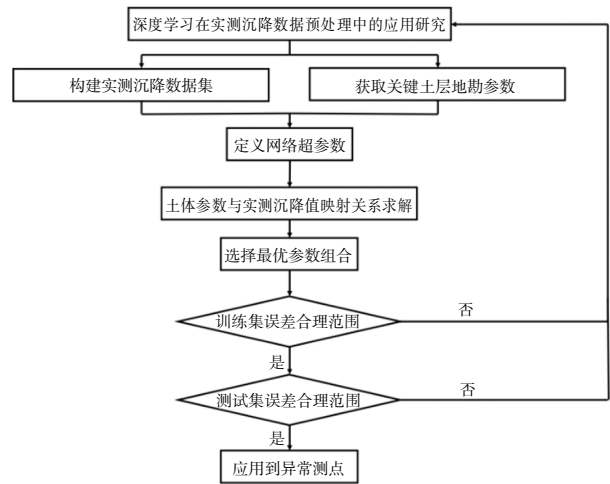 深度学习在实测沉降数据预处理中的应用研究
构建实测沉降数据集
获取关键土层地勘参数
定义网络超参数
土体参数与实测沉降值映射关系求解
选择最优参数组合
训练集误差合理范围
否
是
测试集误差合理范围
否
是
应用到异常测点